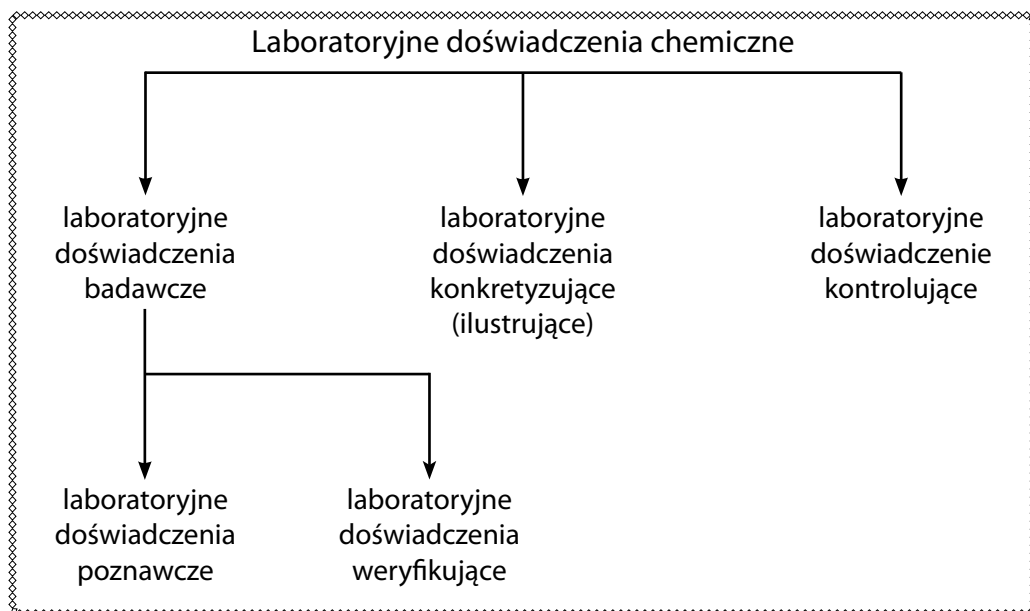 Laboratoryjne doświadczenia chemiczne
laboratoryjne
doświadczenia
badawcze
laboratoryjne
doświadczenia
konkretyzujące
(ilustrujące)
laboratoryjne
doświadczenie
kontrolujące
laboratoryjne
doświadczenia
poznawcze
laboratoryjne
doświadczenia
weryfikujące